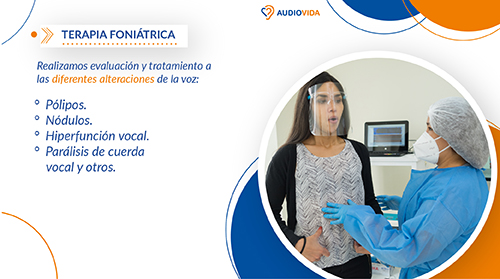 AUDIOVIDA
TERAPIA FONIÁTRICA
Realizamos evaluación y tratamiento a
las diferentes alteraciones de la voz:
° Pólipos.
° Nódulos.
° Hiperfunción vocal.
° Parálisis de cuerda
vocal y otros.